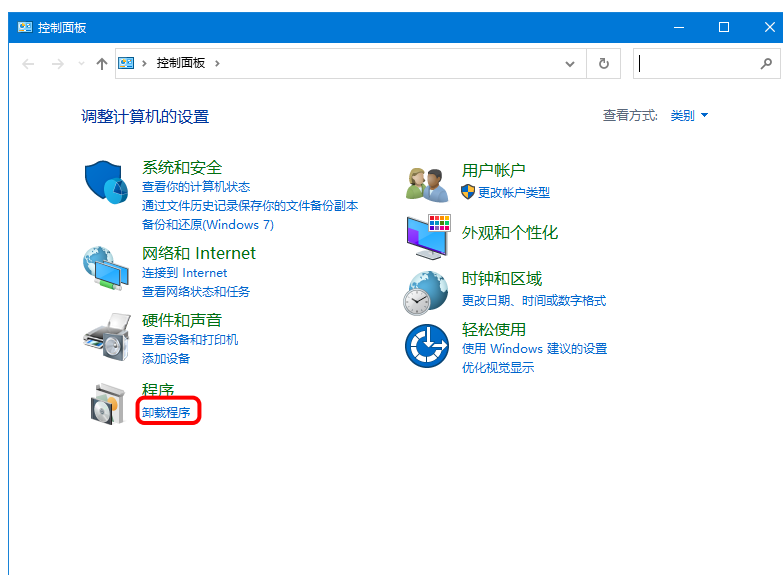 控制面板
控制面板
调整计算机的设置
查看方式: 类别
系统和安全
查看你的计算机状态
通过文件历史记录保存你的文件备份副本
备份和还原(Windows 7)
网络和 Internet
连接到 Internet
查看网络状态和任务
硬件和声音
查看设备和打印机
添加设备
程序
卸载程序
用户帐户
更改帐户类型
外观和个性化
时钟和区域
更改日期、时间或数字格式
轻松使用
使用 Windows 建议的设置
优化视觉显示